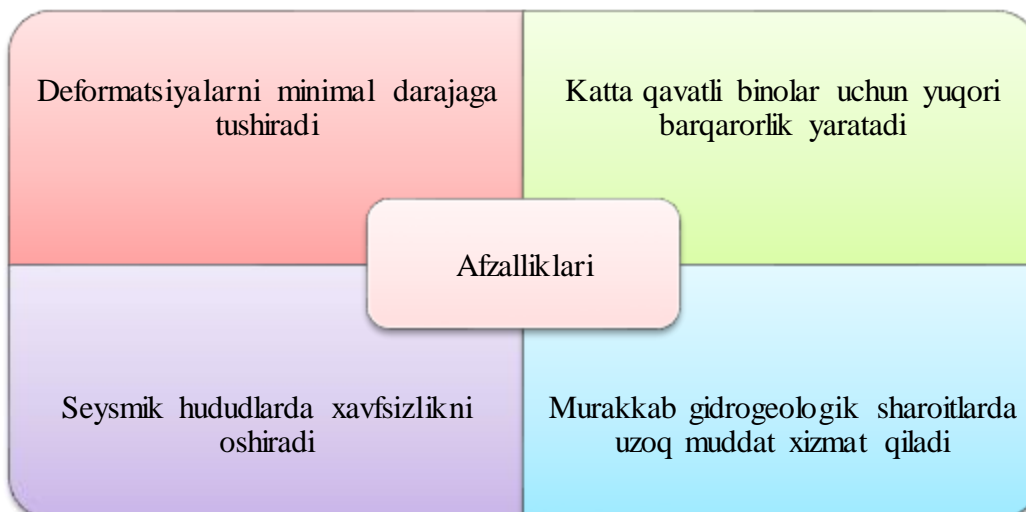 Deformatsiyalarni minimal darajaga
tushiradi
Katta qavatli binolar uchun yuqori
barqarorlik yaratadi
Afzalliklari
Seysmik hududlarda xavfsizlikni
oshiradi
Murakkab gidrogeologik sharoitlarda
uzoq muddat xizmat qiladi